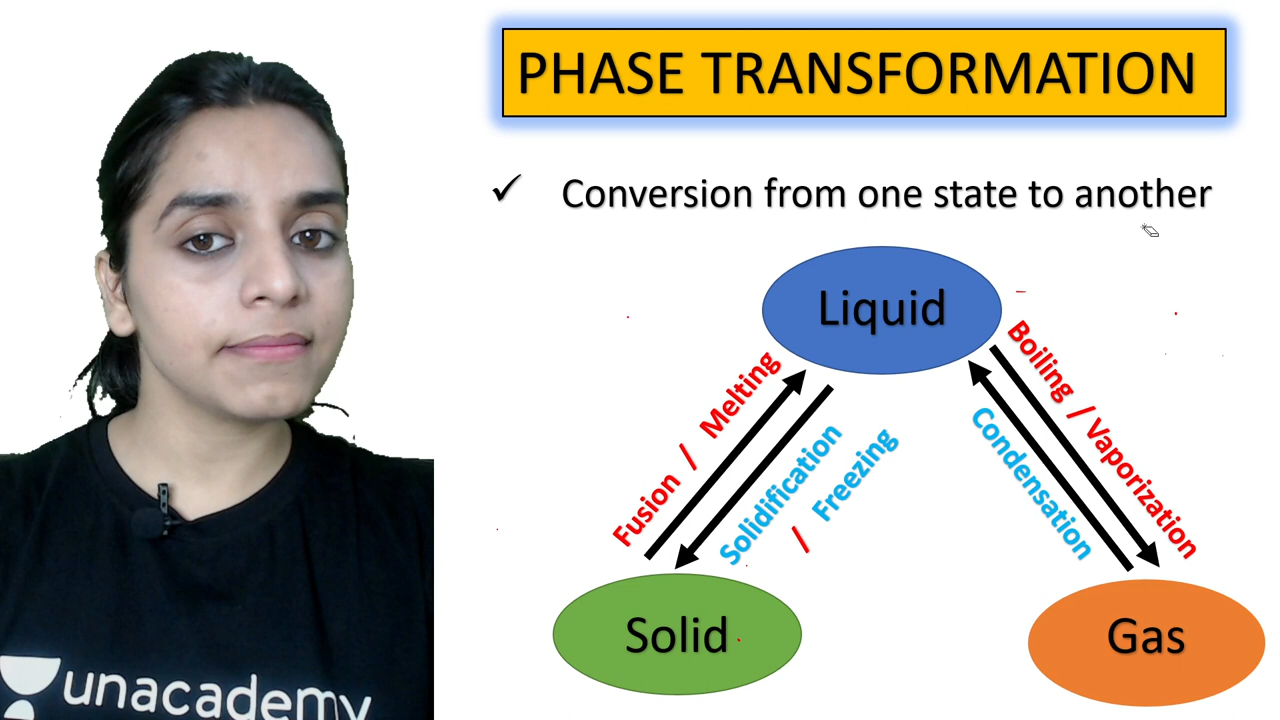 PHASE TRANSFORMATION
✓ Conversion from one state to another
Liquid
Fusion / Melting
Solidification
/ Freezing
Condensation
Boiling / Vaporization
Solid
Gas
unacademy